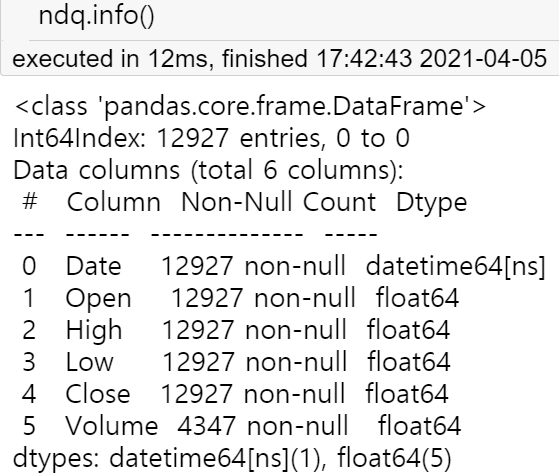 ndq.info()
executed in 12ms, finished 17:42:43 2021-04-05
<class 'pandas.core.frame.DataFrame'>
Int64Index: 12927 entries, 0 to 0
Data columns (total 6 columns):
# Column Non-Null Count Dtype
--- ------ -------------- -----
0 Date 12927 non-null datetime64[ns]
1 Open 12927 non-null float64
2 High 12927 non-null float64
3 Low 12927 non-null float64
4 Close 12927 non-null float64
5 Volume 4347 non-null float64
dtypes: datetime64[ns](1), float64(5)